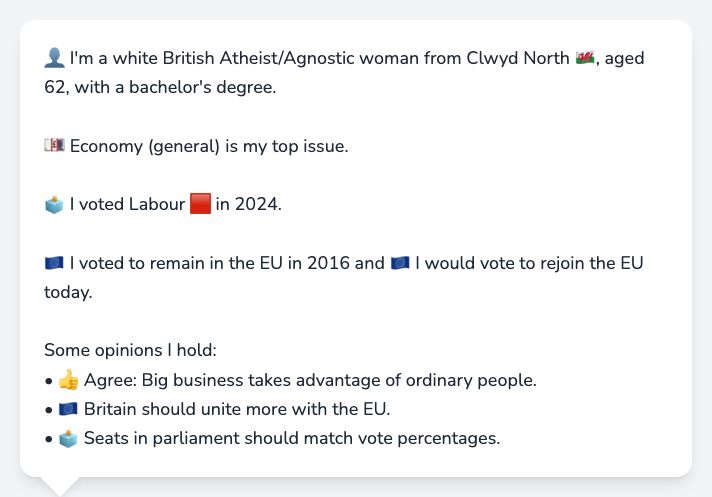 👤 I'm a white British Atheist/Agnostic woman from Clwyd North 🏴󠁧󠁢󠁷󠁬󠁳󠁿, aged
62, with a bachelor's degree.
💷 Economy (general) is my top issue.
🗳️ I voted Labour 🟥 in 2024.
🇪🇺 I voted to remain in the EU in 2016 and 🇪🇺 I would vote to rejoin the EU
today.
Some opinions I hold:
• 👍 Agree: Big business takes advantage of ordinary people.
• 🇪🇺 Britain should unite more with the EU.
• 🗳️ Seats in parliament should match vote percentages.